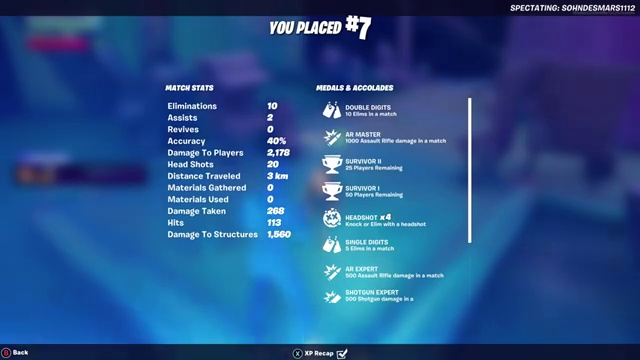 SPECTATING: SOHNDESMARS1112
YOU PLACED #7
MATCH STATS
Eliminations 10
Assists 2
Revives 0
Accuracy 40%
Damage To Players 2,178
Head Shots 20
Distance Traveled 3 km
Materials Gathered 0
Materials Used 0
Damage Taken 268
Hits 113
Damage To Structures 1,560
MEDALS & ACCOLADES
DOUBLE DIGITS
10 Elims in a match
AR MASTER
1000 Assault Rifle damage in a match
SURVIVOR II
25 Players Remaining
SURVIVOR I
50 Players Remaining
HEADSHOT x4
Knock or Elim with a headshot
SINGLE DIGITS
5 Elims in a match
AR EXPERT
500 Assault Rifle damage in a match
SHOTGUN EXPERT
500 Shotgun damage in a
B Back
X XP Recap